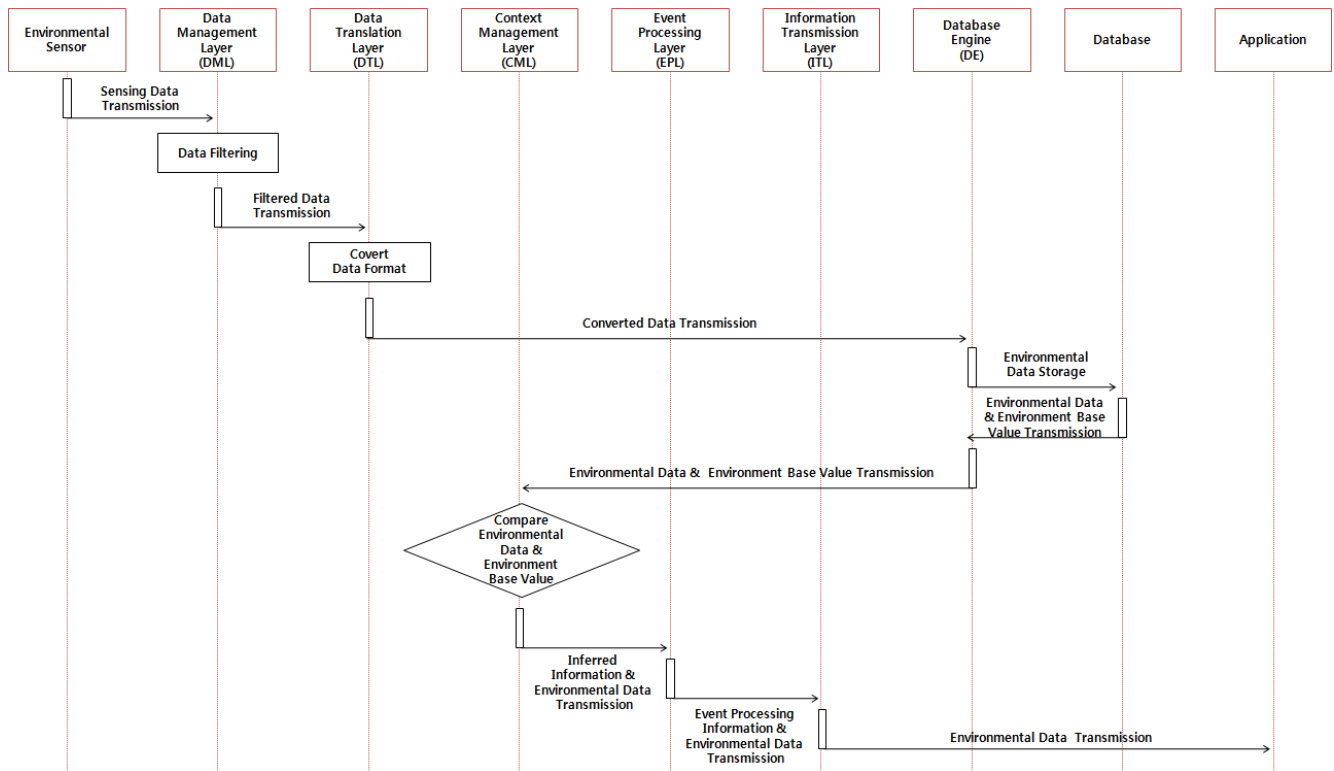 Environmental
Sensor
Data
Management
Layer
(DML)
Data
Translation
Layer
(DTL)
Context
Management
Layer
(CML)
Event
Processing
Layer
(EPL)
Information
Transmission
Layer
(ITL)
Database
Engine
(DE)
Database
Application
Sensing Data
Transmission
Data Filtering
Filtered Data
Transmission
Covert
Data Format
Converted Data Transmission
Environmental
Data Storage
Environmental Data
& Environment Base
Value Transmission
Environmental Data & Environment Base Value Transmission
Compare
Environmental
Data &
Environment
Base Value
Inferred
Information &
Environmental Data
Transmission
Event Processing
Information &
Environmental Data
Transmission
Environmental Data Transmission